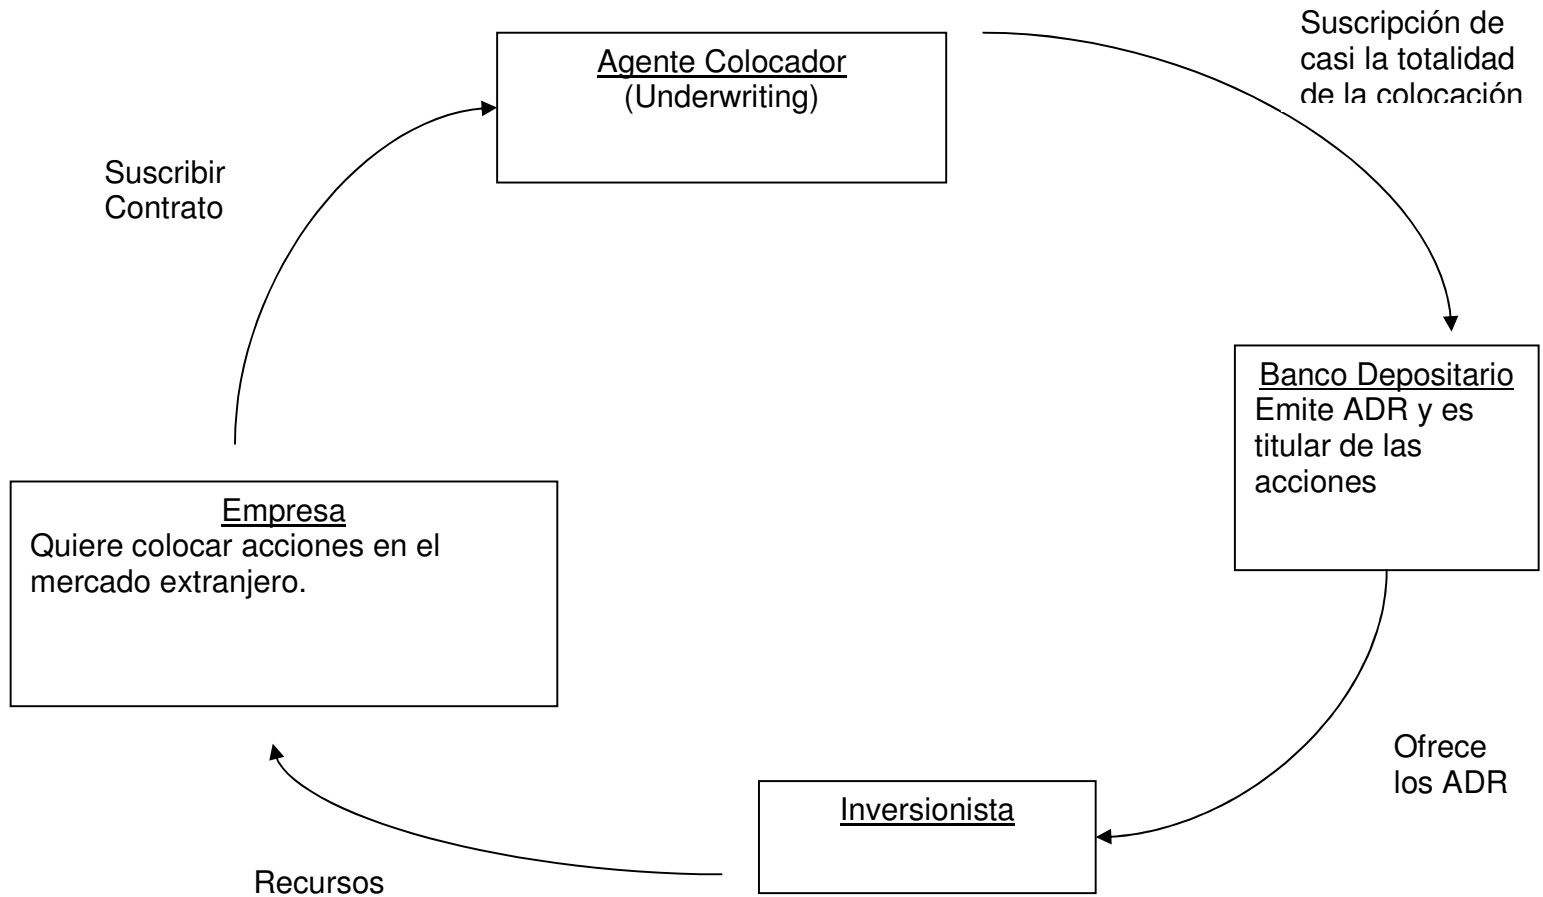 Suscripción de
casi la totalidad
de la colocación
Agente Colocador
(Underwriting)
Suscribir
Contrato
Banco Depositario
Emite ADR y es
titular de las
acciones
Empresa
Quiere colocar acciones en el
mercado extranjero.
Ofrece
los ADR
Inversionista
Recursos